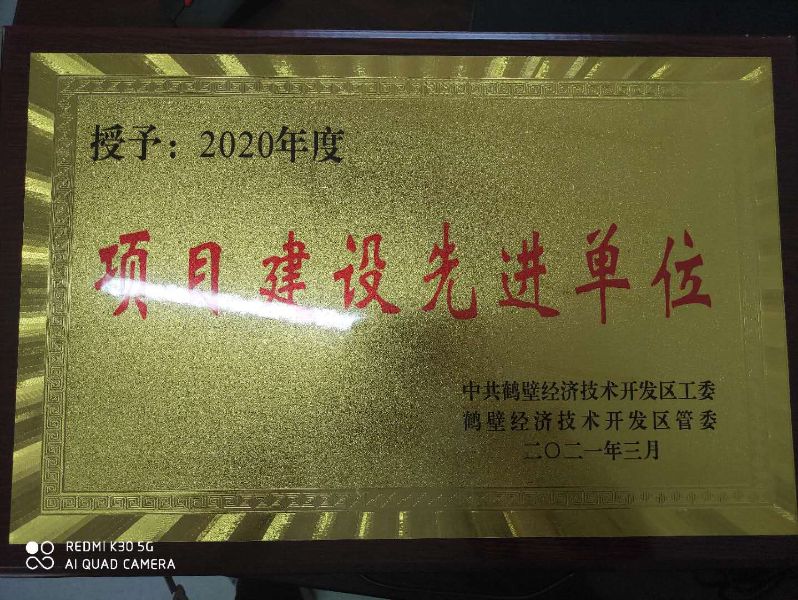 授予：2020年度
项目建设先进单位
中共鹤壁经济技术开发区工委
鹤壁经济技术开发区管委
二〇二一年三月
REDMI K30 5G
AI QUAD CAMERA